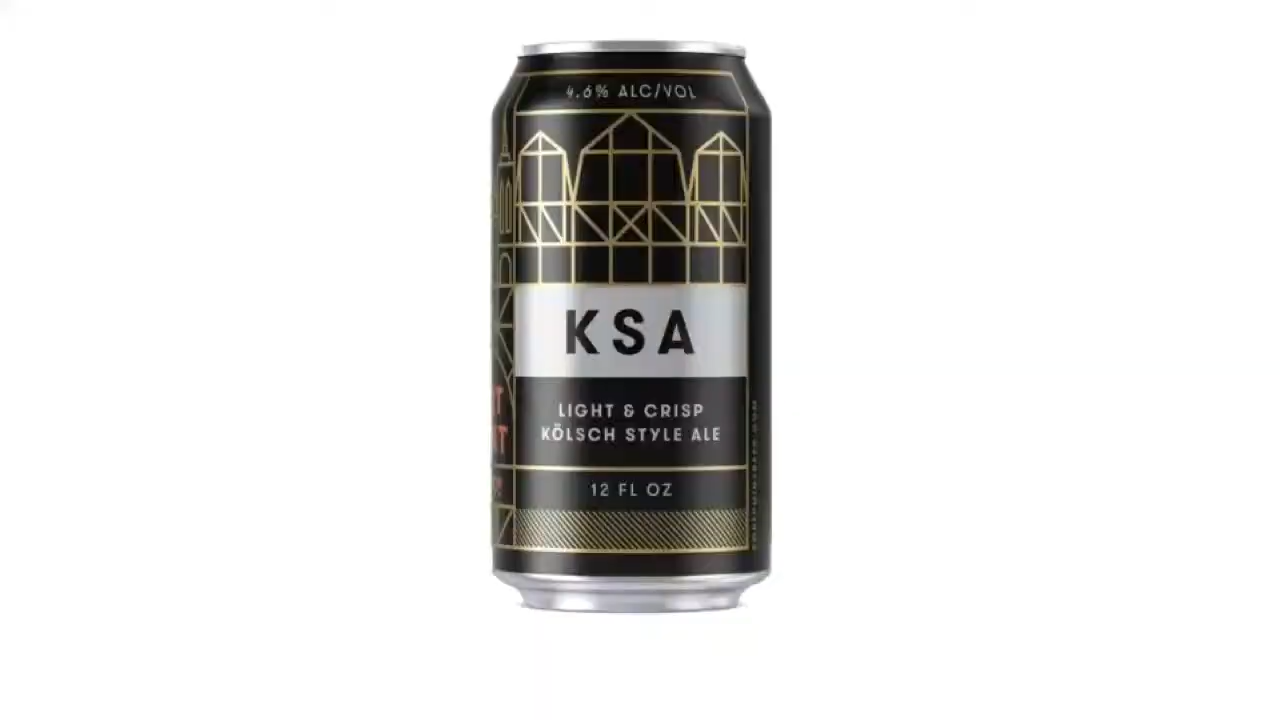 4.6% ALC/VOL
KSA
LIGHT & CRISP
KÖLSCH STYLE ALE
12 FL OZ